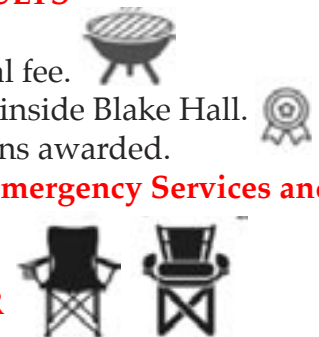 al fee.
inside Blake Hall.
ns awarded.
mergency Services and
R